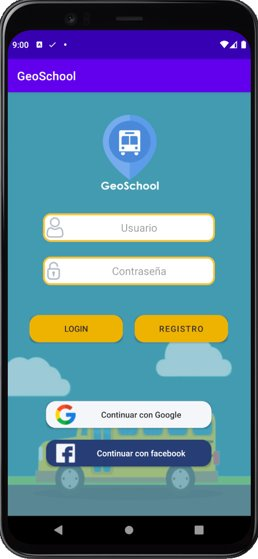 9:00
GeoSchool
GeoSchool
Usuario
Contraseña
LOGIN
REGISTRO
Continuar con Google
Continuar con facebook